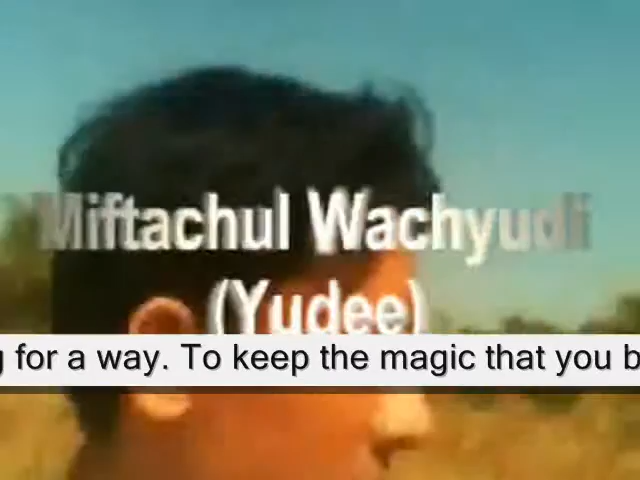 Miftachul Wachyudi
(Yudee)
g for a way. To keep the magic that you b